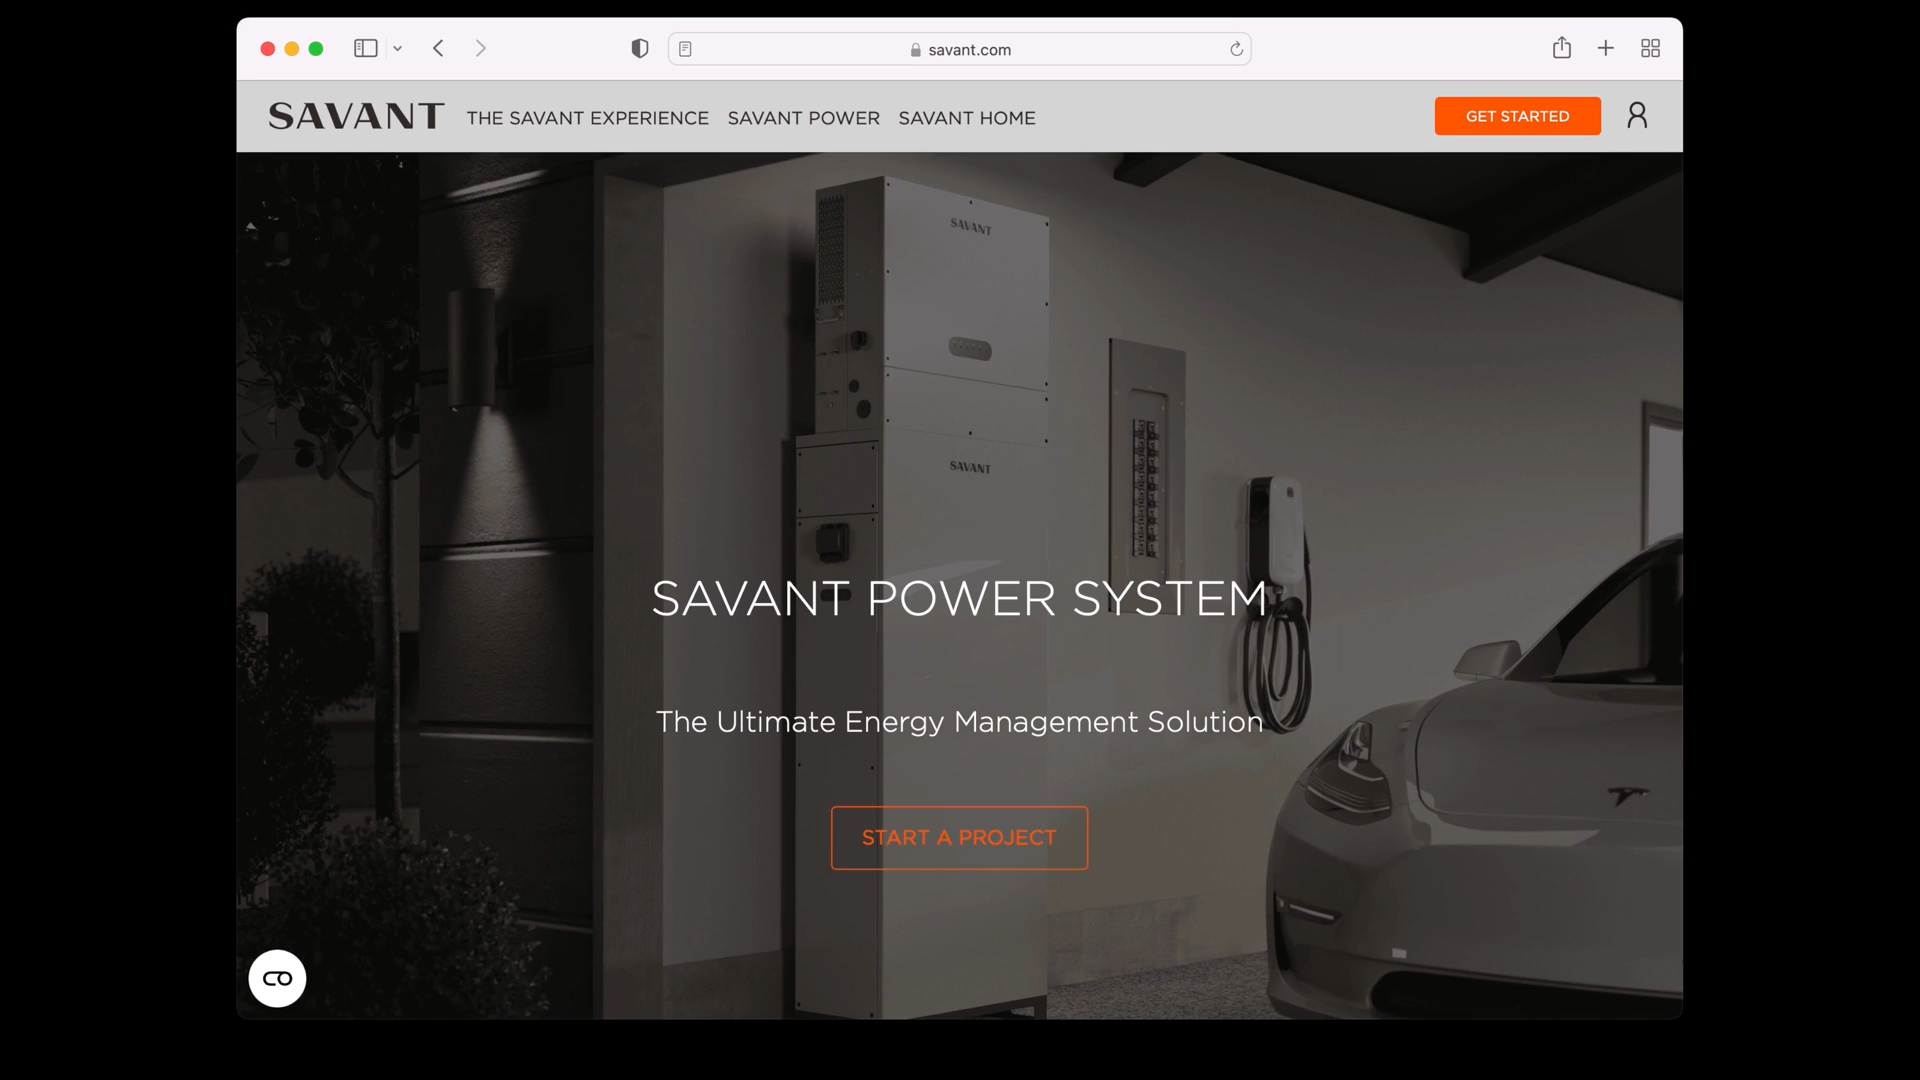 savant.com
SAVANT THE SAVANT EXPERIENCE SAVANT POWER SAVANT HOME GET STARTED
SAVANT
SAVANT
SAVANT POWER SYSTEM
The Ultimate Energy Management Solution
START A PROJECT